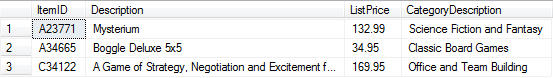 ItemID Description ListPrice CategoryDescription
1 A23771 Mysterium 132.99 Science Fiction and Fantasy
2 A34665 Boggle Deluxe 5x5 34.95 Classic Board Games
3 C34122 A Game of Strategy, Negotiation and Excitement f... 169.95 Office and Team Building